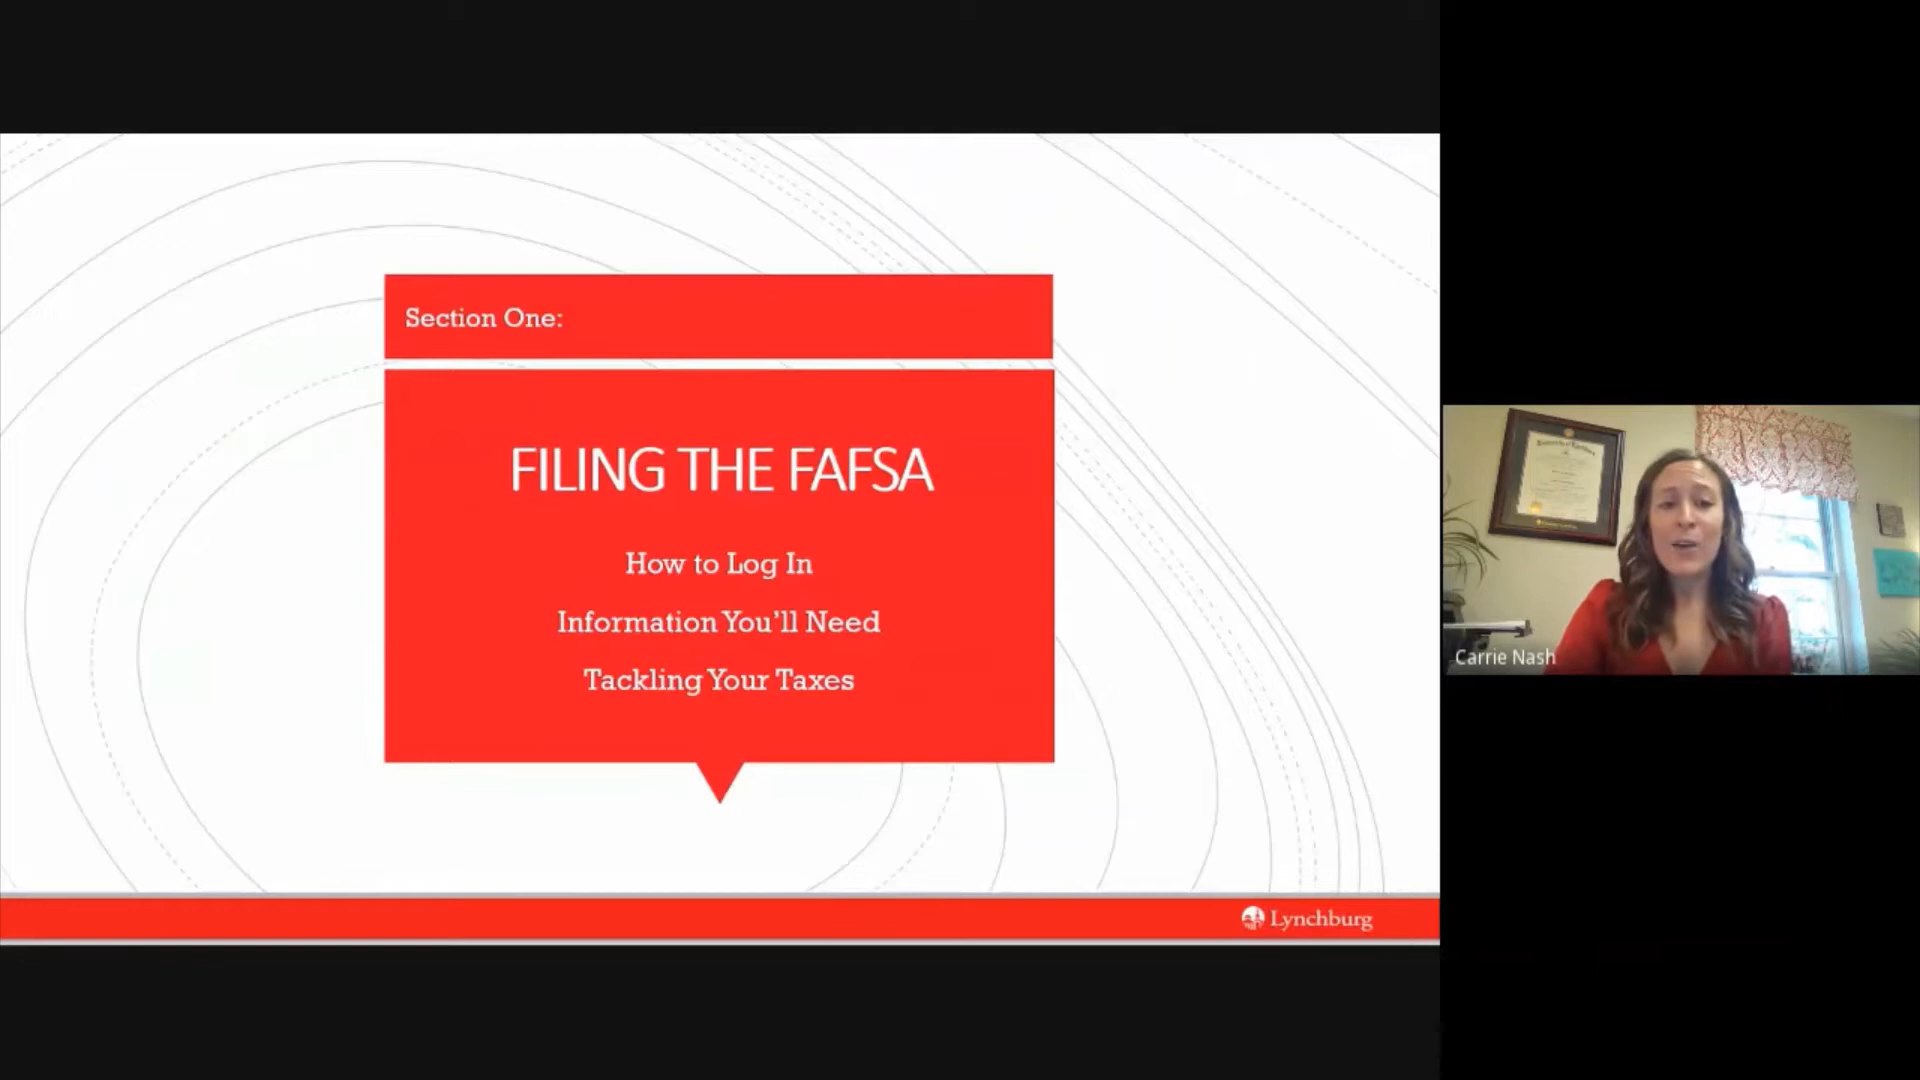 Section One:
FILING THE FAFSA
How to Log In
Information You'll Need
Tackling Your Taxes
Lynchburg
Carrie Nash